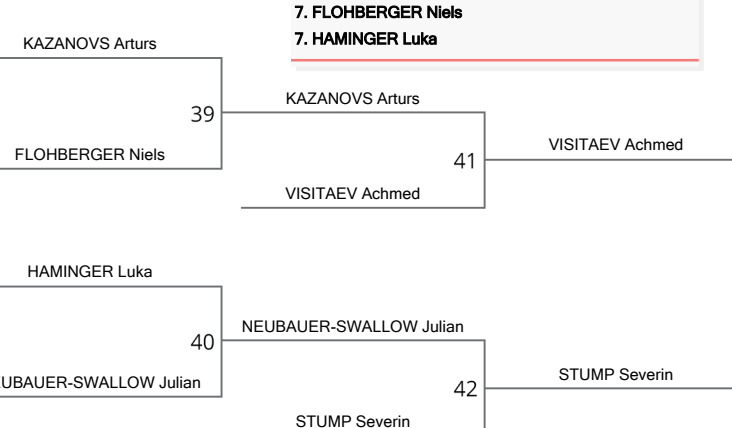 7. FLOHBERGER Niels
7. HAMINGER Luka
KAZANOVS Arturs
39
FLOHBERGER Niels
KAZANOVS Arturs
41
VISITAEV Achmed
VISITAEV Achmed
HAMINGER Luka
40
UBAUER-SWALLOW Julian
NEUBAUER-SWALLOW Julian
42
STUMP Severin
STUMP Severin